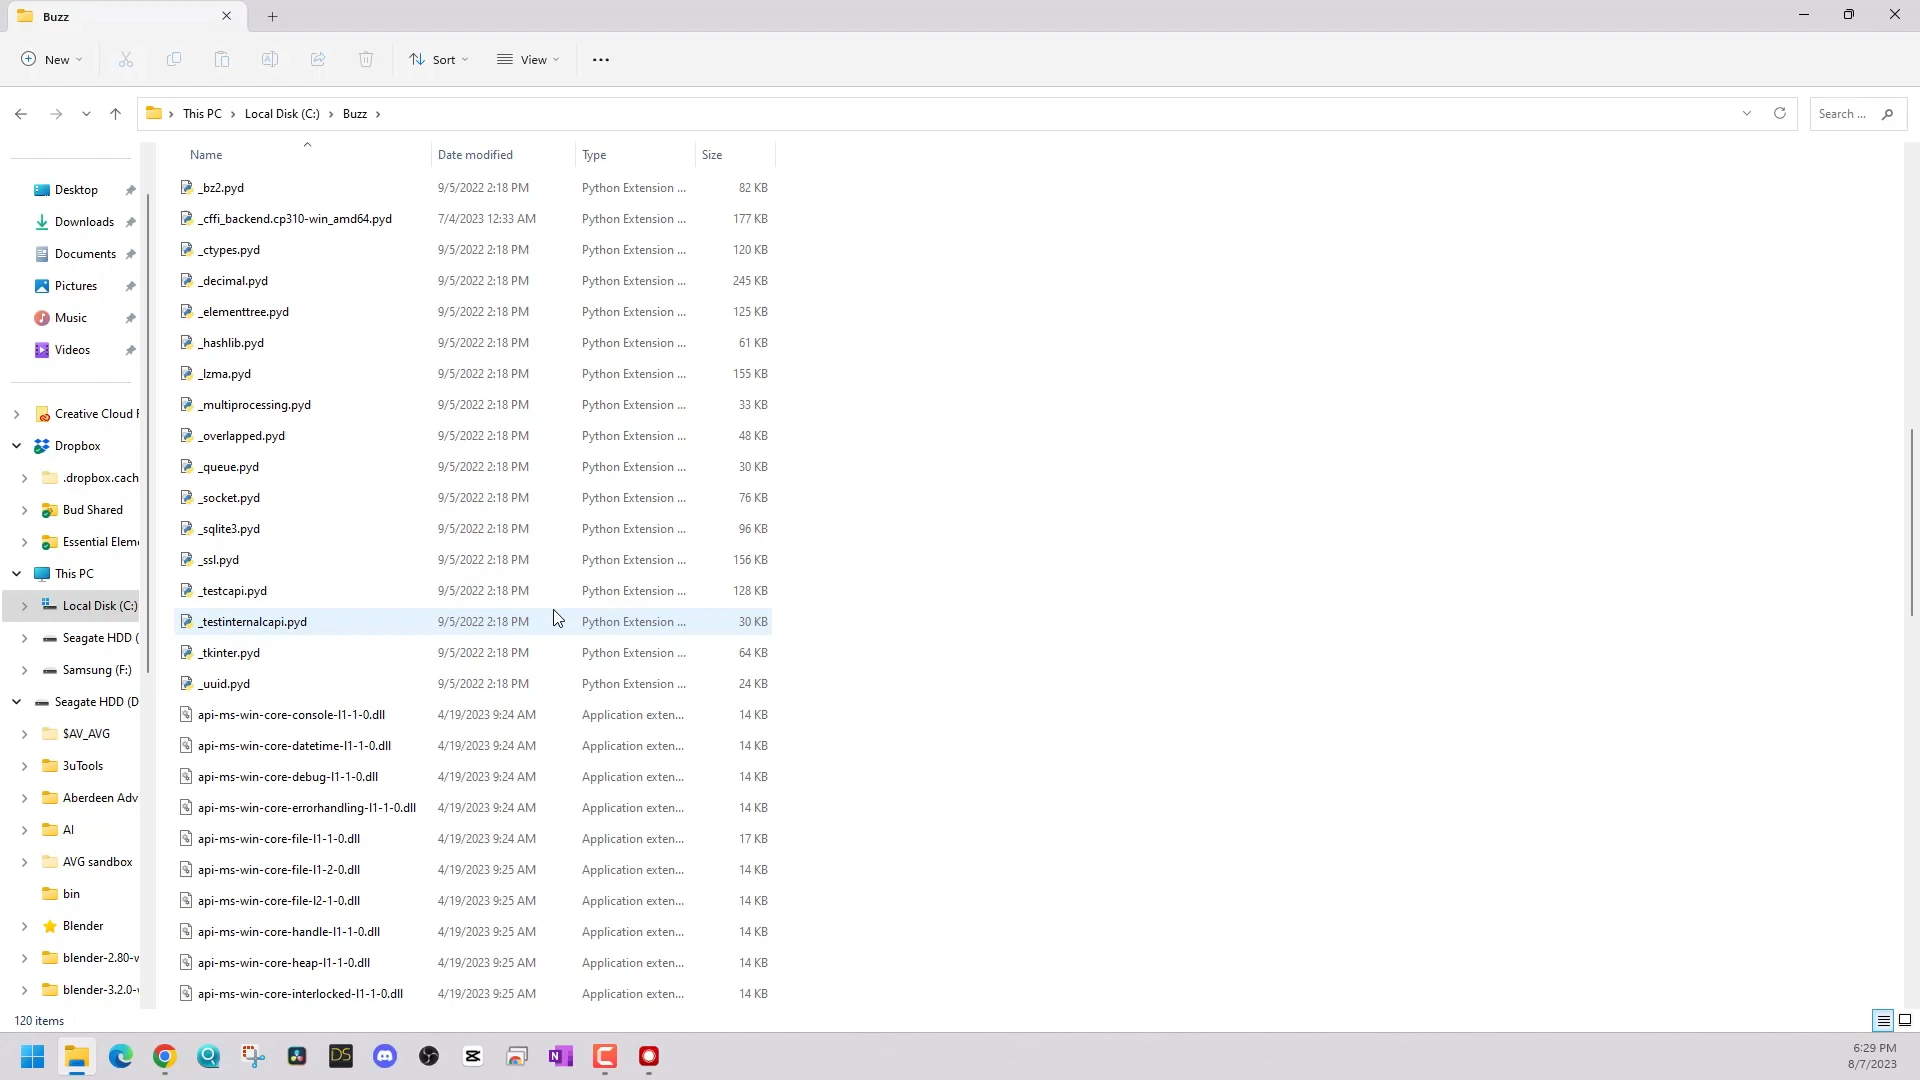 Buzz
New
Sort
View
This PC > Local Disk (C:) > Buzz >
Search ...
Name Date modified Type Size
Desktop
Downloads
Documents
Pictures
Music
Videos
Creative Cloud F
Dropbox
.dropbox.cach
Bud Shared
Essential Eleme
This PC
Local Disk (C:)
Seagate HDD (
Samsung (F:)
Seagate HDD (D
$AV_AVG
3uTools
Aberdeen Adv
AI
AVG sandbox
bin
Blender
blender-2.80-w
blender-3.2.0-w
_bz2.pyd 9/5/2022 2:18 PM Python Extension ... 82 KB
_cffi_backend.cp310-win_amd64.pyd 7/4/2023 12:33 AM Python Extension ... 177 KB
_ctypes.pyd 9/5/2022 2:18 PM Python Extension ... 120 KB
_decimal.pyd 9/5/2022 2:18 PM Python Extension ... 245 KB
_elementtree.pyd 9/5/2022 2:18 PM Python Extension ... 125 KB
_hashlib.pyd 9/5/2022 2:18 PM Python Extension ... 61 KB
_lzma.pyd 9/5/2022 2:18 PM Python Extension ... 155 KB
_multiprocessing.pyd 9/5/2022 2:18 PM Python Extension ... 33 KB
_overlapped.pyd 9/5/2022 2:18 PM Python Extension ... 48 KB
_queue.pyd 9/5/2022 2:18 PM Python Extension ... 30 KB
_socket.pyd 9/5/2022 2:18 PM Python Extension ... 76 KB
_sqlite3.pyd 9/5/2022 2:18 PM Python Extension ... 96 KB
_ssl.pyd 9/5/2022 2:18 PM Python Extension ... 156 KB
_testcapi.pyd 9/5/2022 2:18 PM Python Extension ... 128 KB
_testinternalcapi.pyd 9/5/2022 2:18 PM Python Extension ... 30 KB
_tkinter.pyd 9/5/2022 2:18 PM Python Extension ... 64 KB
_uuid.pyd 9/5/2022 2:18 PM Python Extension ... 24 KB
api-ms-win-core-console-l1-1-0.dll 4/19/2023 9:24 AM Application exten... 14 KB
api-ms-win-core-datetime-l1-1-0.dll 4/19/2023 9:24 AM Application exten... 14 KB
api-ms-win-core-debug-l1-1-0.dll 4/19/2023 9:24 AM Application exten... 14 KB
api-ms-win-core-errorhandling-l1-1-0.dll 4/19/2023 9:24 AM Application exten... 14 KB
api-ms-win-core-file-l1-1-0.dll 4/19/2023 9:24 AM Application exten... 17 KB
api-ms-win-core-file-l1-2-0.dll 4/19/2023 9:25 AM Application exten... 14 KB
api-ms-win-core-file-l2-1-0.dll 4/19/2023 9:25 AM Application exten... 14 KB
api-ms-win-core-handle-l1-1-0.dll 4/19/2023 9:25 AM Application exten... 14 KB
api-ms-win-core-heap-l1-1-0.dll 4/19/2023 9:25 AM Application exten... 14 KB
api-ms-win-core-interlocked-l1-1-0.dll 4/19/2023 9:25 AM Application exten... 14 KB
120 items
DS
N
6:29 PM
8/7/2023